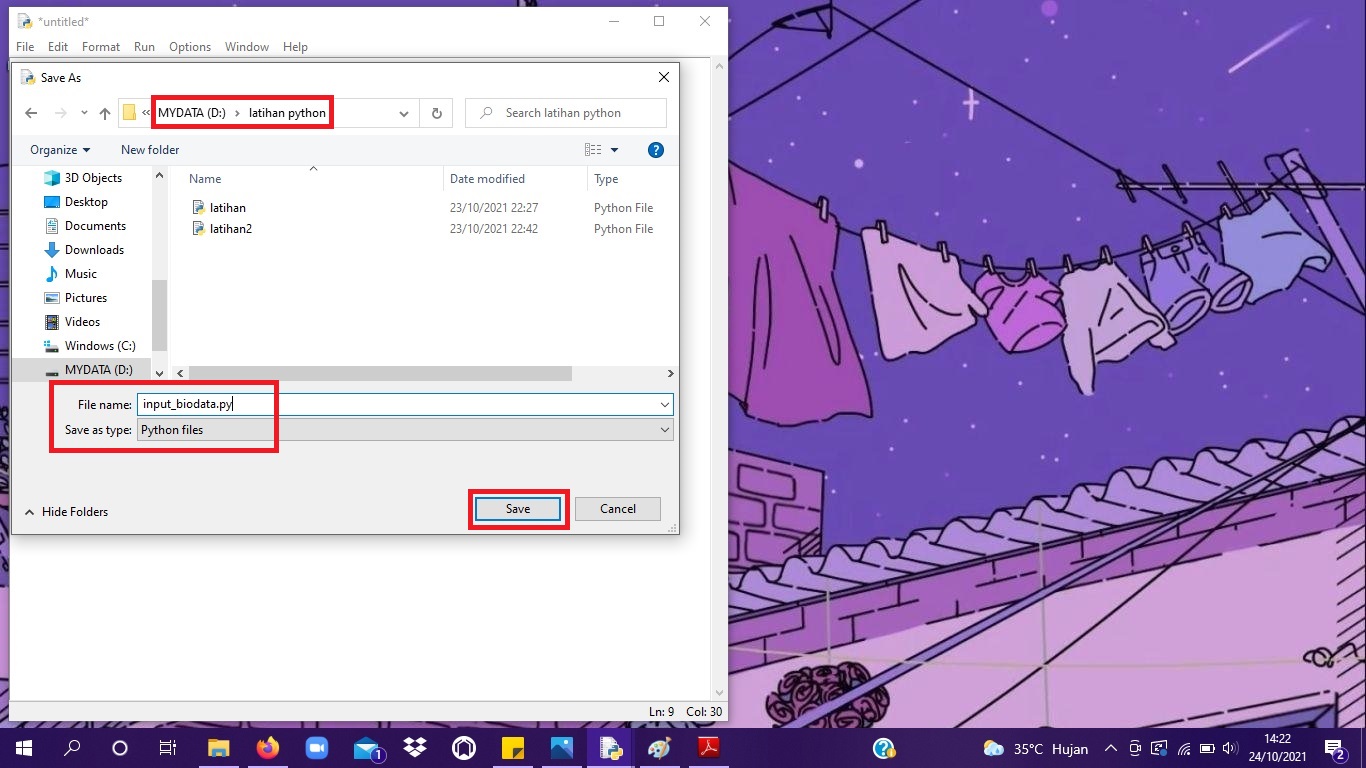 *untitled*
File Edit Format Run Options Window Help
Save As
« MYDATA (D:) › latihan python
Search latihan python
Organize New folder
?
Name Date modified Type
3D Objects
Desktop
Documents
Downloads
Music
Pictures
Videos
Windows (C:)
MYDATA (D:)
latihan 23/10/2021 22:27 Python File
latihan2 23/10/2021 22:42 Python File
File name: input_biodata.py
Save as type: Python files
Hide Folders
Save Cancel
Ln: 9 Col: 30
1
35°C Hujan
14:22
24/10/2021
2